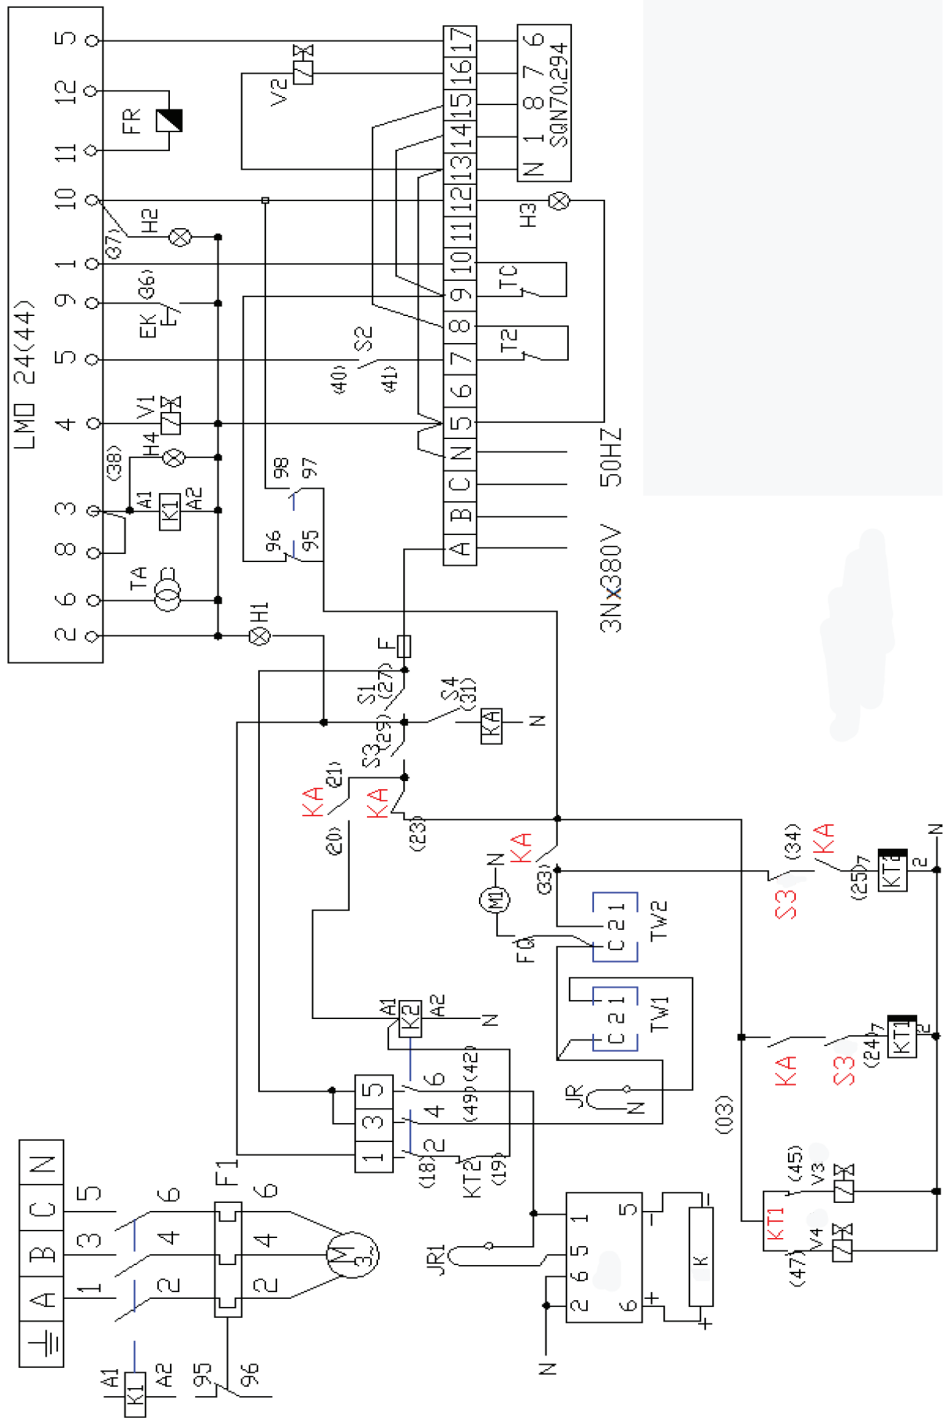 A B C N
LMO 24(44)
2 6 8 3 4 5 9 1 10 11 12 5
1 3 5
A1 (38) (37)
K1 TA A1 H4 V1 EK (36) H2 FR
2 4 6
A2 K1
A2
95 F1
96
2 4 6 H1
96 98 V2
95 97
KA
(20) (21)
M
3~
(40) S2 (41)
1 3 5
S1
S3
KA F
(27)
(29)
A1
K2
(23)
(18) 2 4 6 A2
S4
JR1 (31)
A B C N 5 6 7 8 9 10 11 12 13 14 15 16 17
KT2 (49) (42) KA
(19) N
M1 N
KA
T2 TC
FQ H3
N 1 8 7 6
N (33)
SQN70.294
2 6 5 1
JR
N
C 2 1 C 2 1
3NX380V 50HZ
6 5
+ -
TW1 TW2
K
+ -
(03)
KT1
KA S3
(47) (45) (34)
V4 V3 KA
S3
(24) 7 (25) 7
KT1 KT2
2 2
N